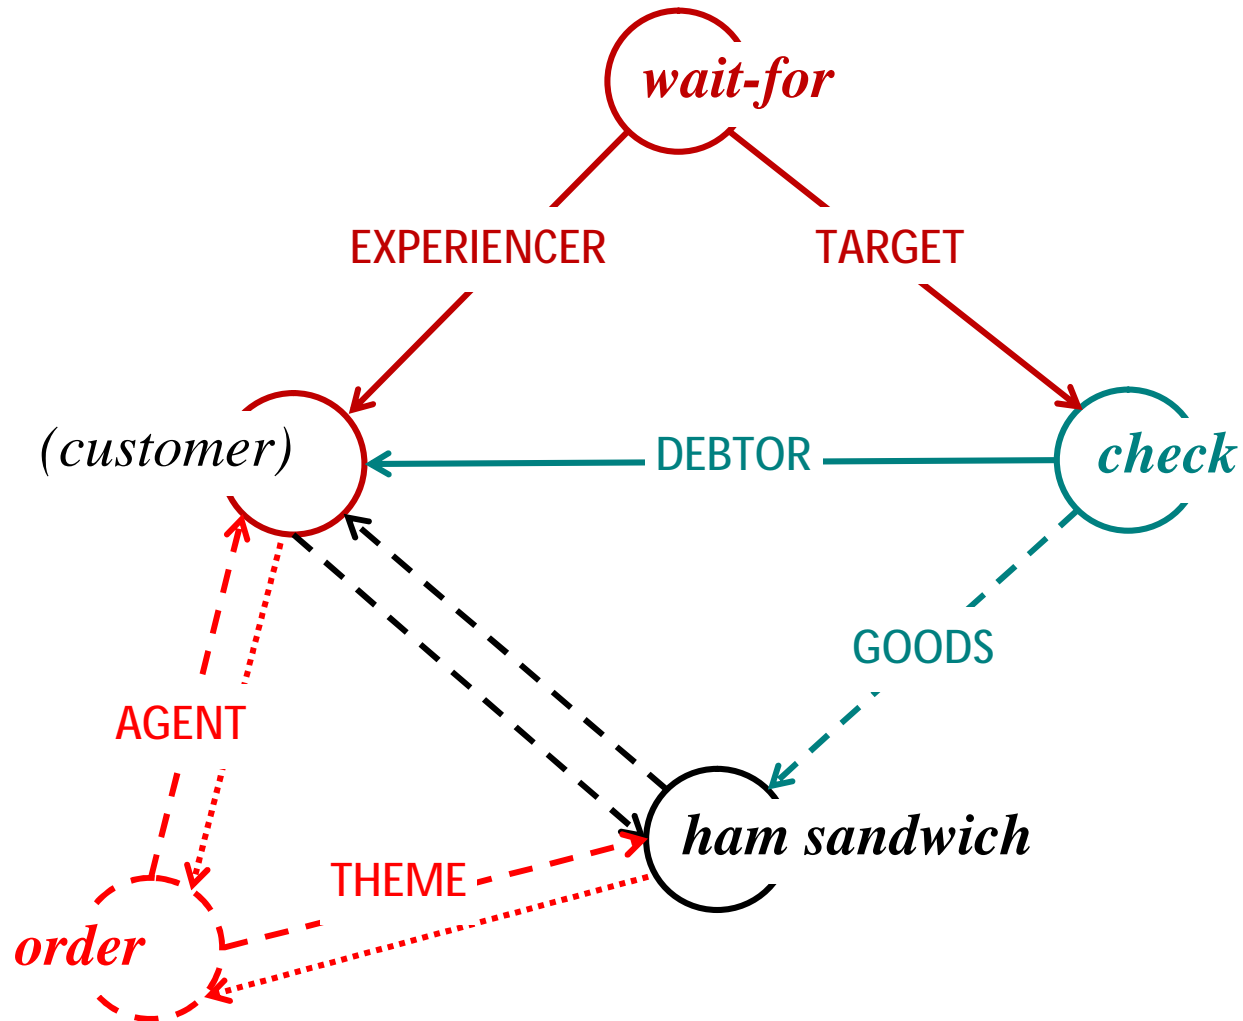 wait-for
EXPERIENCER
TARGET
(customer)
DEBTOR
check
GOODS
AGENT
ham sandwich
THEME
order